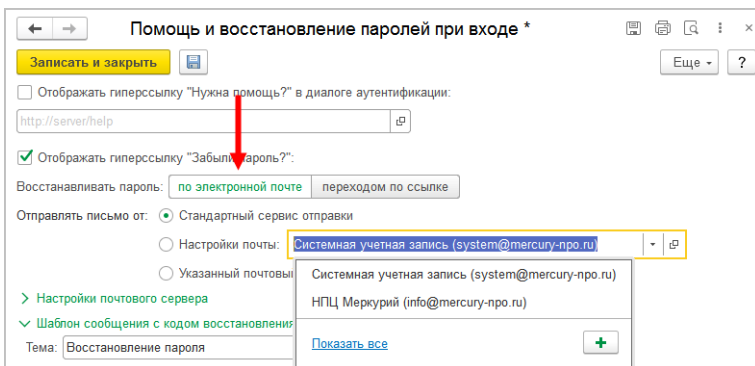 Помощь и восстановление паролей при входе *
Записать и закрыть
Еще
?
Отображать гиперссылку "Нужна помощь?" в диалоге аутентификации:
http://server/help
Отображать гиперссылку "Забыли пароль?":
Восстанавливать пароль: по электронной почте переходом по ссылке
Отправлять письмо от: Стандартный сервис отправки
Настройки почты: Системная учетная запись (system@mercury-npo.ru)
Указанный
Системная учетная запись (system@mercury-npo.ru)
НПЦ Меркурий (info@mercury-npo.ru)
Настройки почтового сервера
Шаблон сообщения с кодом восстановления
Тема: Восстановление пароля
Показать все